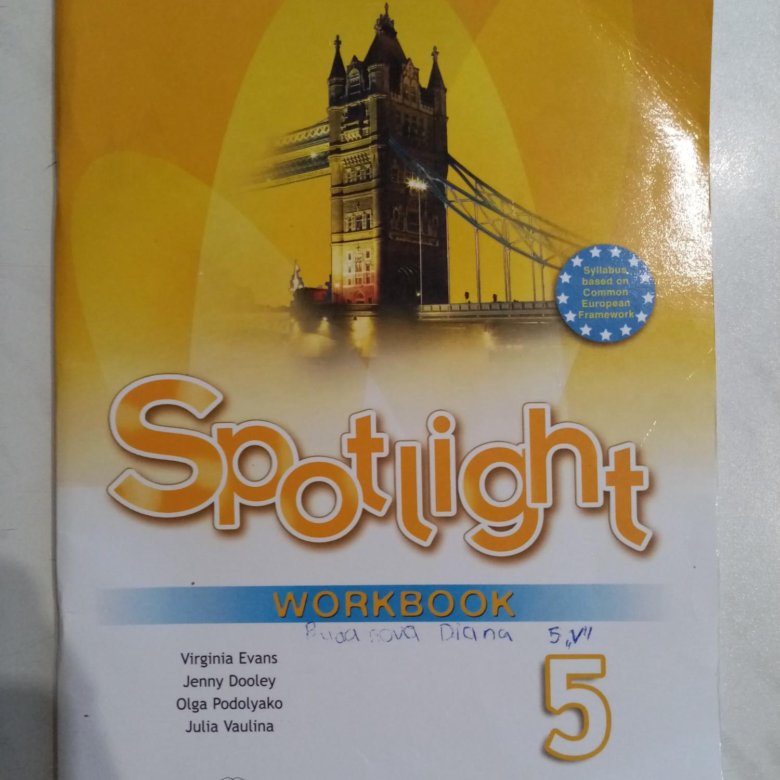 Syllabus
based on
Common
European
Framework
Spotlight
WORKBOOK
Diana 5 „V"
Virginia Evans
Jenny Dooley
Olga Podolyako
Julia Vaulina
5